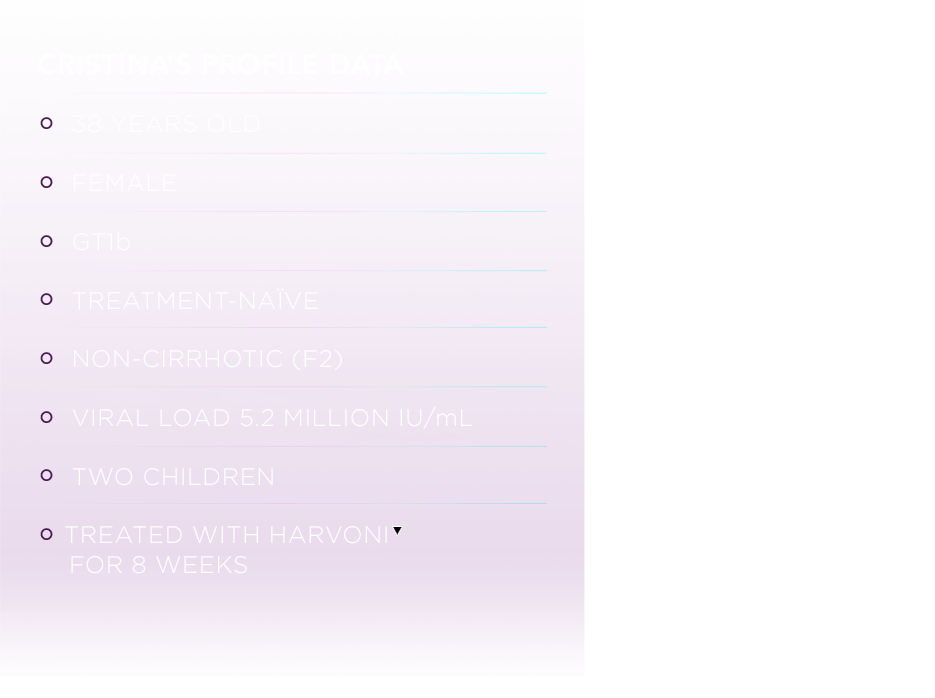 CRISTINA'S PROFILE DATA
38 YEARS OLD
FEMALE
GT1b
TREATMENT-NAÏVE
NON-CIRRHOTIC (F2)
VIRAL LOAD 5.2 MILLION IU/mL
TWO CHILDREN
TREATED WITH HARVONI▼
FOR 8 WEEKS